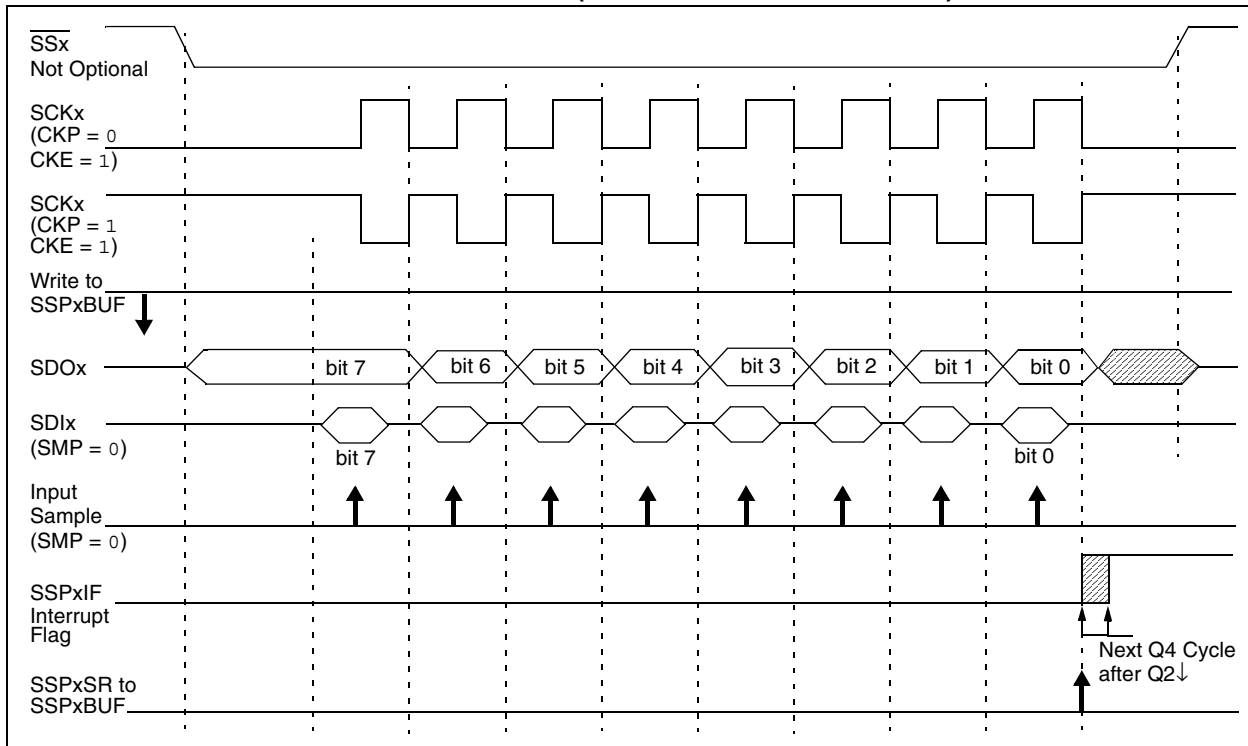 SSx
Not Optional
SCKx
(CKP = 0
CKE = 1)
SCKx
(CKP = 1
CKE = 1)
Write to
SSPxBUF
SDOx
bit 7 bit 6 bit 5 bit 4 bit 3 bit 2 bit 1 bit 0
SDIx
(SMP = 0)
bit 7 bit 0
Input
Sample
(SMP = 0)
SSPxIF
Interrupt
Flag
Next Q4 Cycle
after Q2↓
SSPxSR to
SSPxBUF